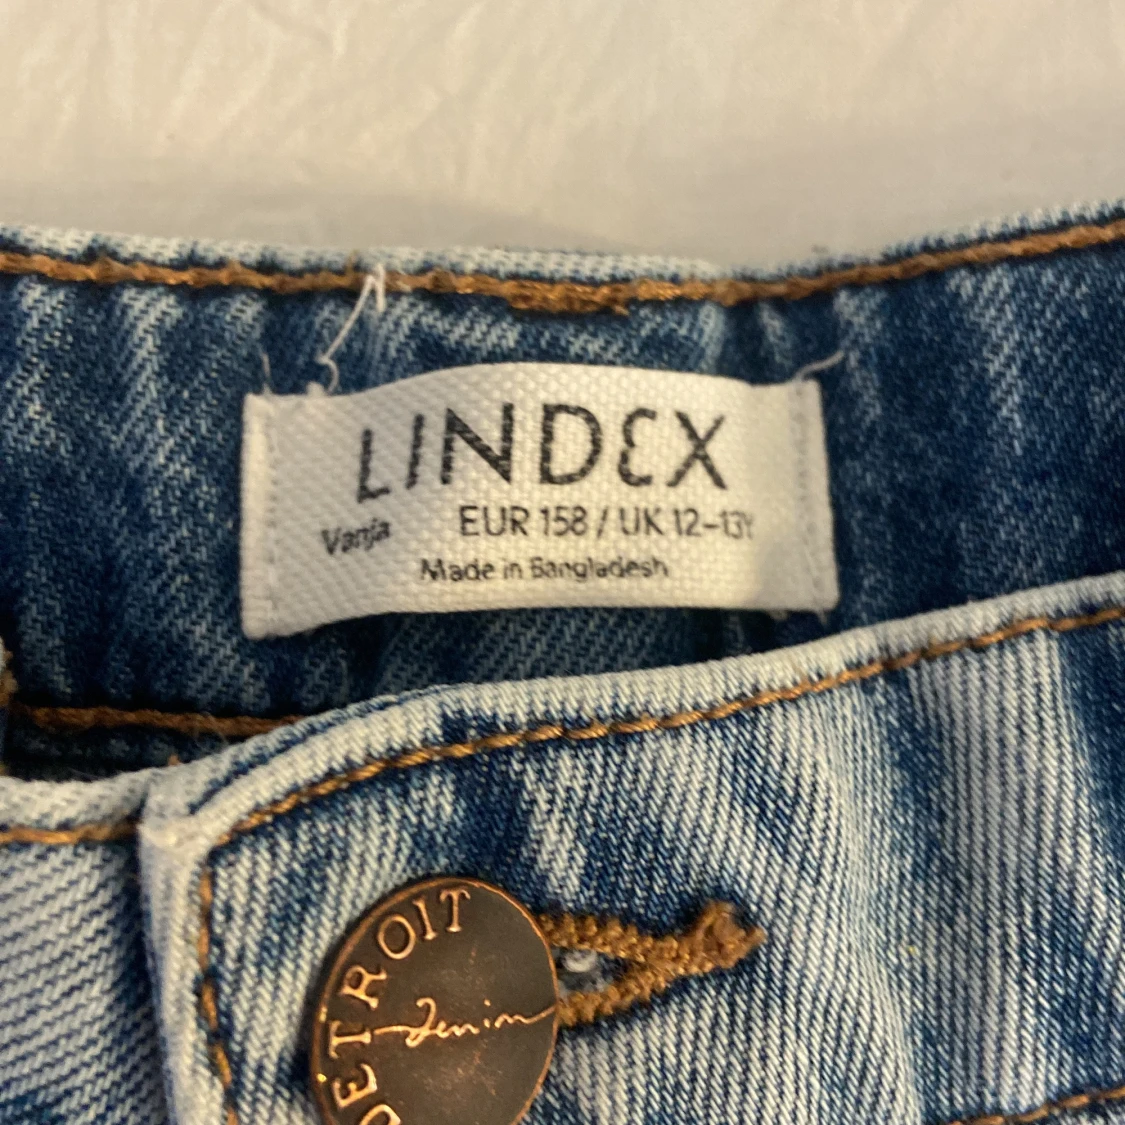 LINDEX
Vanja EUR 158 / UK 12-13Y
Made in Bangladesh
DETROIT
Denim